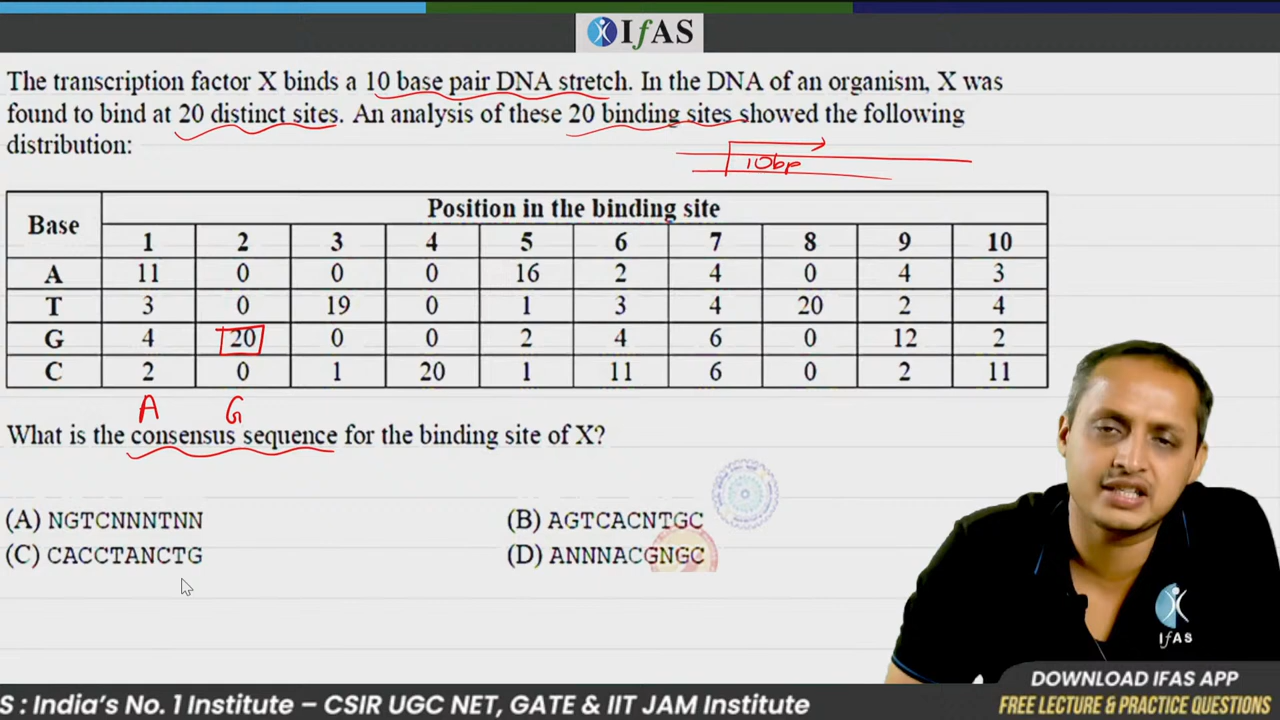 IfAS
The transcription factor X binds a 10 base pair DNA stretch. In the DNA of an organism, X was
found to bind at 20 distinct sites. An analysis of these 20 binding sites showed the following
distribution:
10bp
Base Position in the binding site
1 2 3 4 5 6 7 8 9 10
A 11 0 0 0 16 2 4 0 4 3
T 3 0 19 0 1 3 4 20 2 4
G 4 20 0 0 2 4 6 0 12 2
C 2 0 1 20 1 11 6 0 2 11
A G
What is the consensus sequence for the binding site of X?
(A) NGTCNNNTNN (B) AGTCACNTGC
(C) CACCTANCTG (D) ANNNACGNGC
IfAS
DOWNLOAD IFAS APP
S : India's No. 1 Institute – CSIR UGC NET, GATE & IIT JAM Institute
FREE LECTURE & PRACTICE QUESTIONS